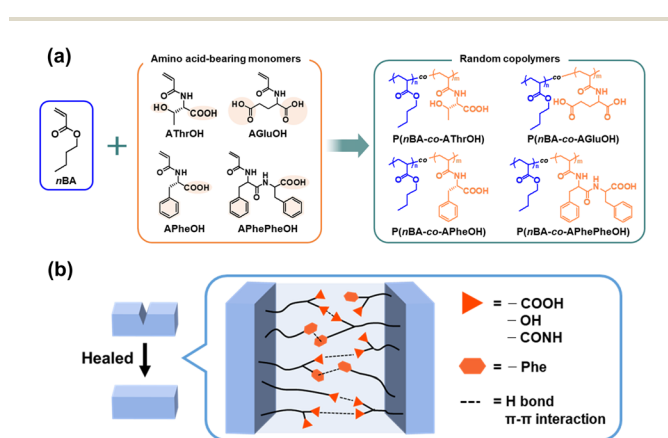 (a)
Amino acid-bearing monomers
Random copolymers
nBA
+
AThrOH
AGluOH
APheOH
APhePheOH
P(nBA-co-AThrOH)
P(nBA-co-AGluOH)
P(nBA-co-APheOH)
P(nBA-co-APhePheOH)
(b)
Healed
= – COOH
– OH
– CONH
= – Phe
= H bond
π-π interaction